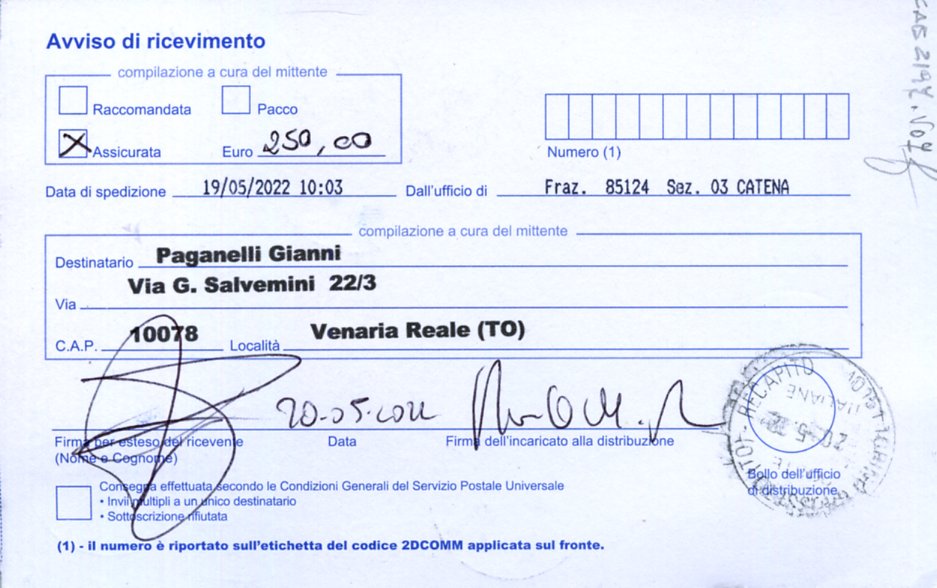 Avviso di ricevimento
compilazione a cura del mittente
Raccomandata Pacco
X Assicurata Euro 250,00
Numero (1)
Data di spedizione 19/05/2022 10:03 Dall'ufficio di Fraz. 85124 Sez. 03 CATENA
compilazione a cura del mittente
Destinatario Paganelli Gianni
Via G. Salvemini 22/3
Via
10078 Venaria Reale (TO)
C.A.P. Località
20-05-2022
Firma per esteso del ricevente Data Firma dell'incaricato alla distribuzione
(Nome e Cognome)
RECAPITO
ITALIANE
Bollo dell'ufficio
di distribuzione
Consegna effettuata secondo le Condizioni Generali del Servizio Postale Universale
• Invii multipli a un unico destinatario
• Sottoscrizione rifiutata
(1) - il numero è riportato sull'etichetta del codice 2DCOMM applicata sul fronte.